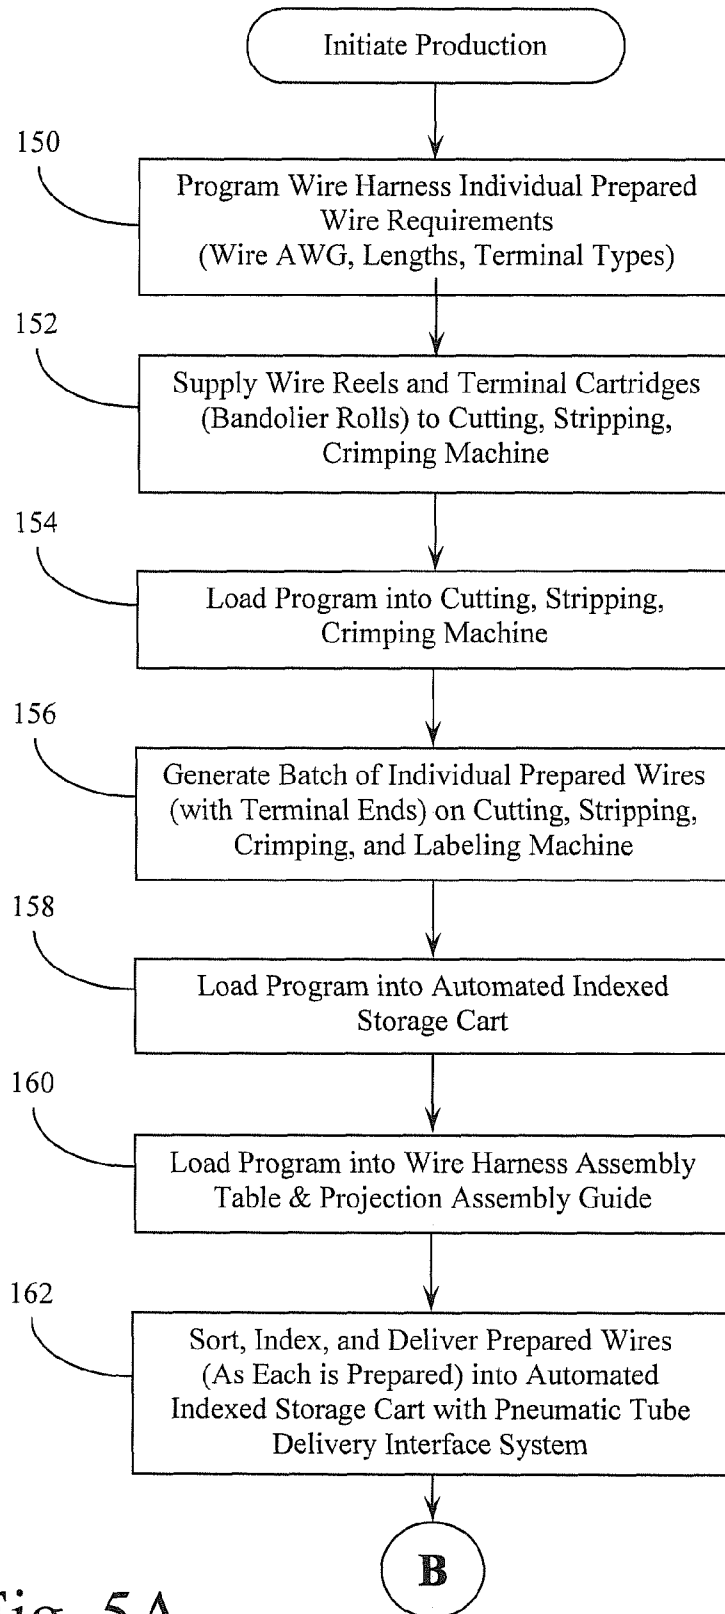 Initiate Production
150
Program Wire Harness Individual Prepared
Wire Requirements
(Wire AWG, Lengths, Terminal Types)
152
Supply Wire Reels and Terminal Cartridges
(Bandolier Rolls) to Cutting, Stripping,
Crimping Machine
154
Load Program into Cutting, Stripping,
Crimping Machine
156
Generate Batch of Individual Prepared Wires
(with Terminal Ends) on Cutting, Stripping,
Crimping, and Labeling Machine
158
Load Program into Automated Indexed
Storage Cart
160
Load Program into Wire Harness Assembly
Table & Projection Assembly Guide
162
Sort, Index, and Deliver Prepared Wires
(As Each is Prepared) into Automated
Indexed Storage Cart with Pneumatic Tube
Delivery Interface System
B
Fig. 5A